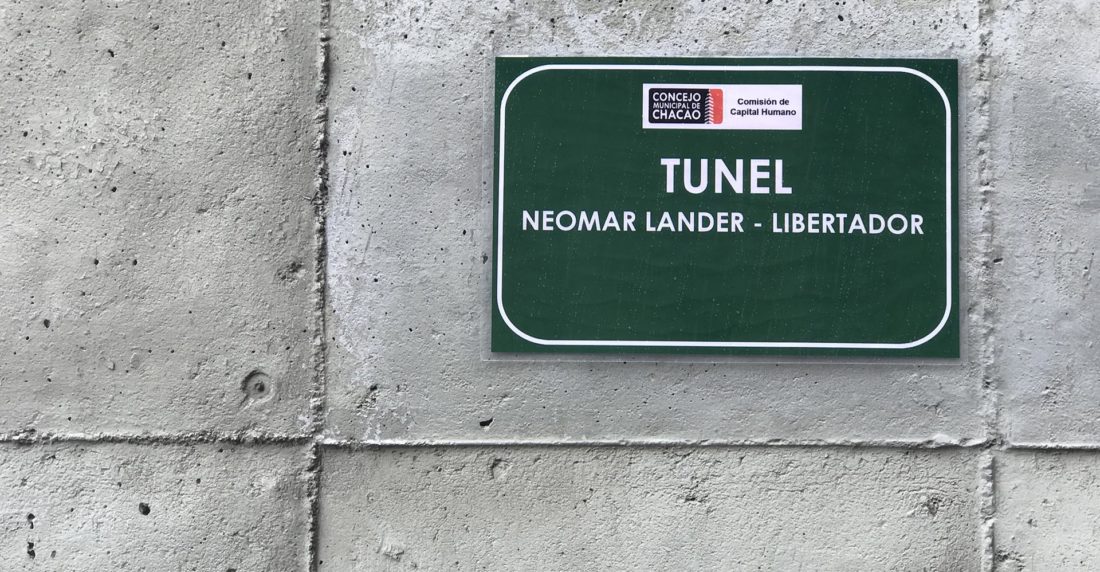 CONCEJO
MUNICIPAL DE
CHACAO
Comisión de
Capital Humano
TUNEL
NEOMAR LANDER - LIBERTADOR